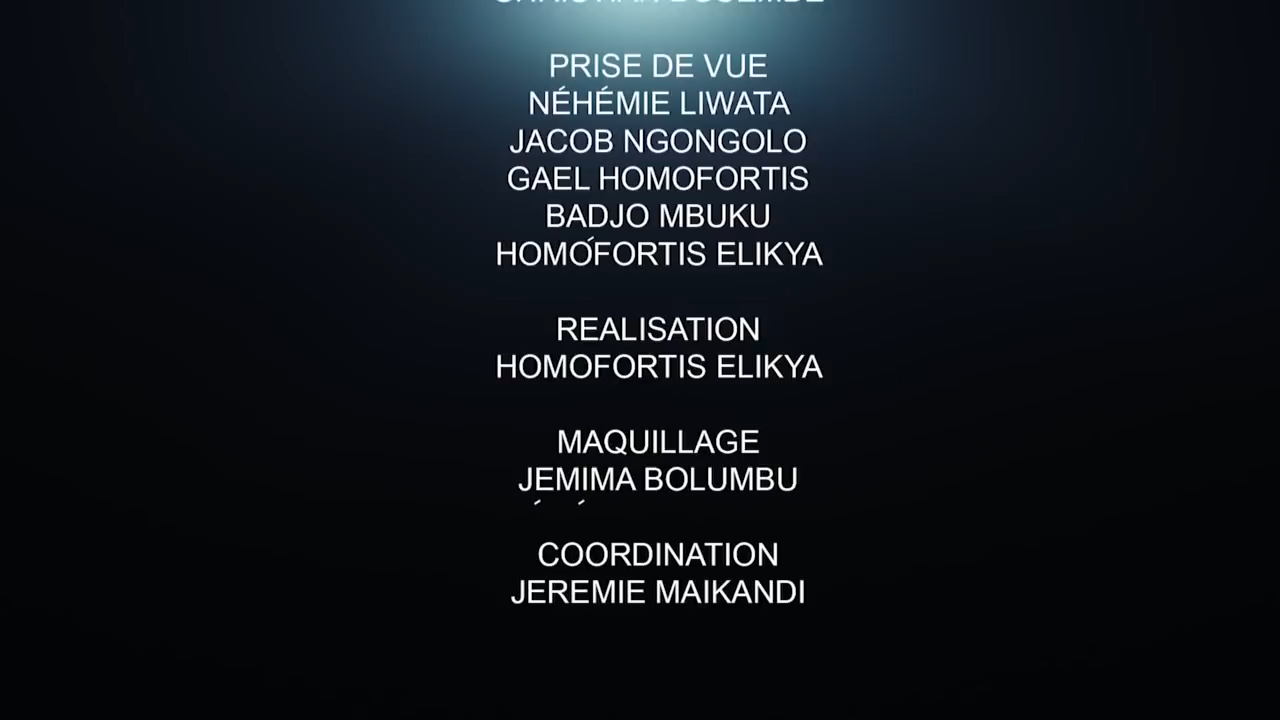 PRISE DE VUE
NÉHÉMIE LIWATA
JACOB NGONGOLO
GAEL HOMOFORTIS
BADJO MBUKU
HOMOFORTIS ELIKYA
REALISATION
HOMOFORTIS ELIKYA
MAQUILLAGE
JEMIMA BOLUMBU
COORDINATION
JEREMIE MAIKANDI